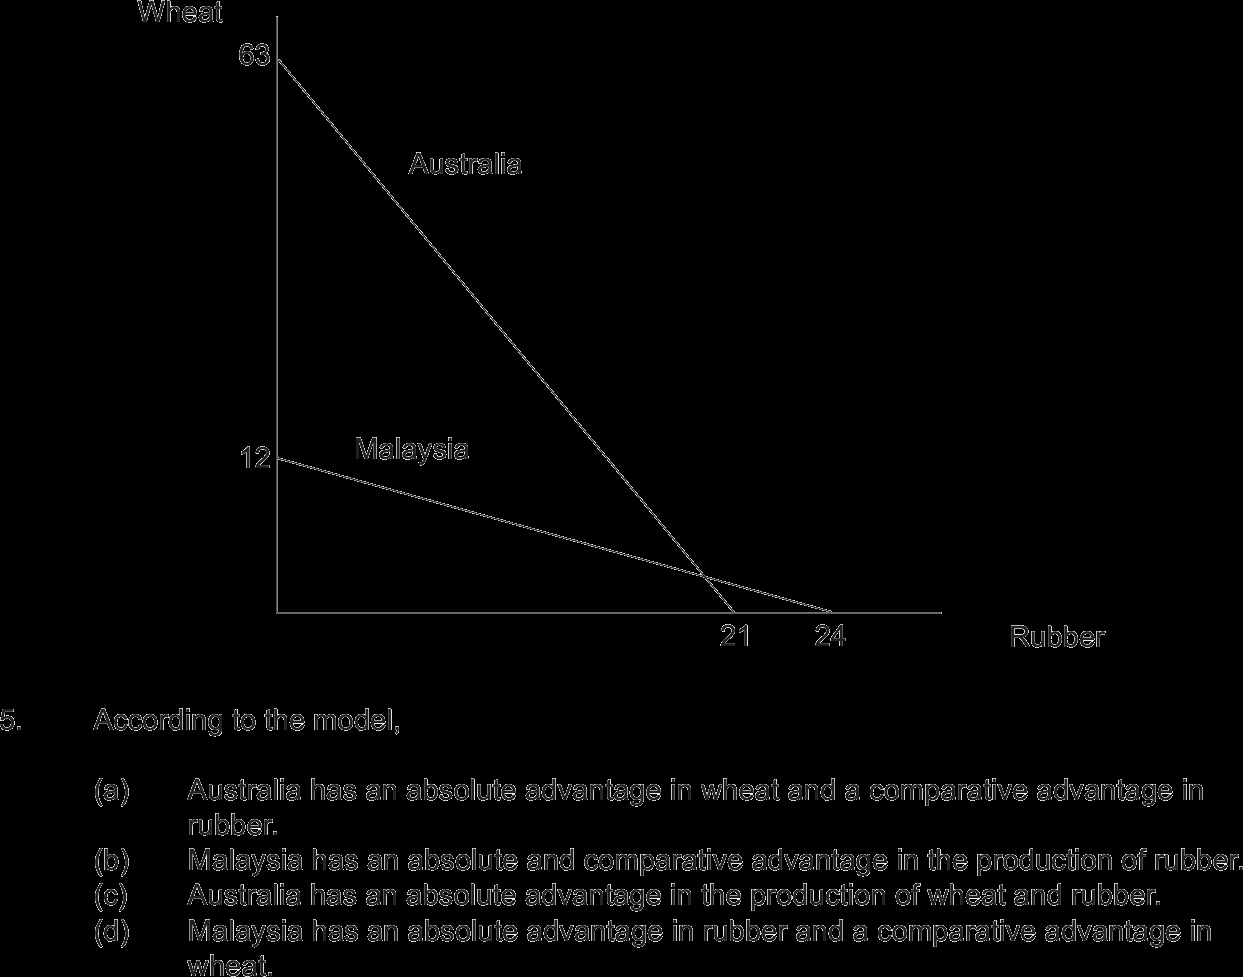 Wheat
63
Australia
12
Malaysia
21
24
Rubber
5. According to the model,
(a) Australia has an absolute advantage in wheat and a comparative advantage in
rubber.
(b) Malaysia has an absolute and comparative advantage in the production of rubber.
(c) Australia has an absolute advantage in the production of wheat and rubber.
(d) Malaysia has an absolute advantage in rubber and a comparative advantage in
wheat.